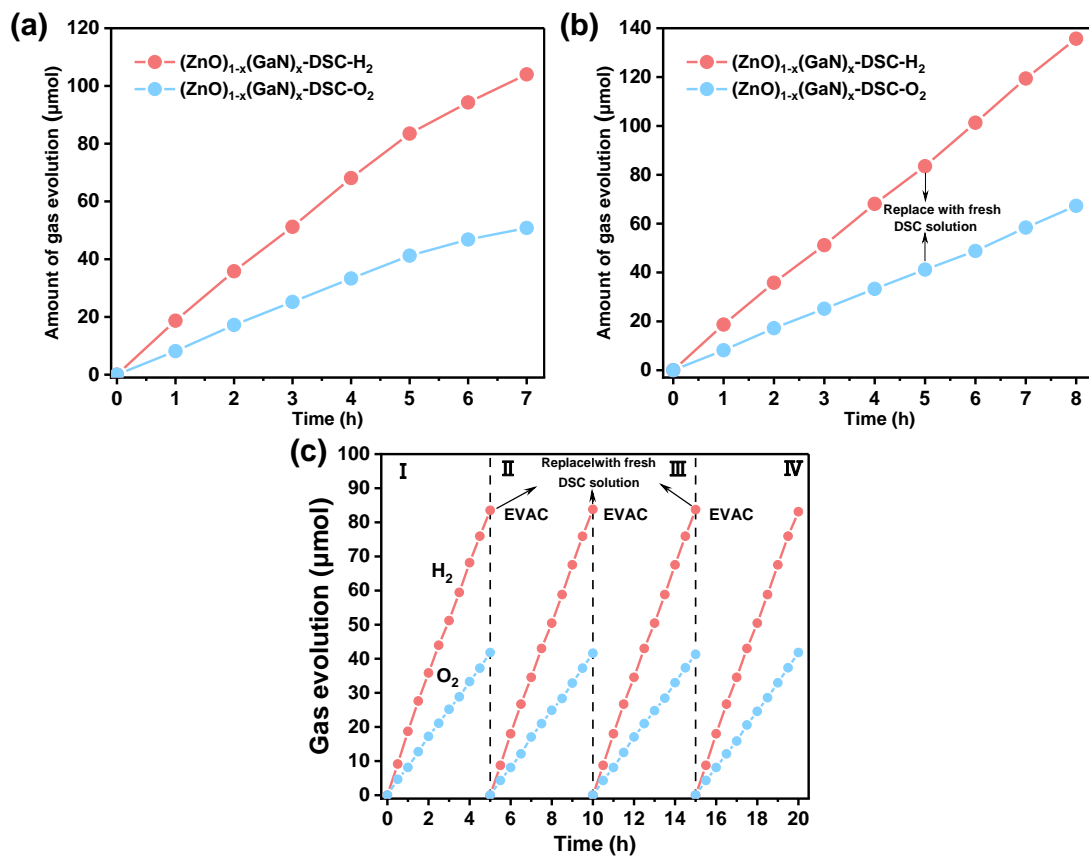 (a)
120
100
80
60
40
20
0
Amount of gas evolution (µmol)
(ZnO)1-x(GaN)x-DSC-H2
(ZnO)1-x(GaN)x-DSC-O2
0 1 2 3 4 5 6 7
Time (h)
(b)
140
120
100
80
60
40
20
0
Amount of gas evolution (µmol)
(ZnO)1-x(GaN)x-DSC-H2
(ZnO)1-x(GaN)x-DSC-O2
Replace with fresh
DSC solution
0 1 2 3 4 5 6 7 8
Time (h)
(c)
100
90
80
70
60
50
40
30
20
10
0
Gas evolution (µmol)
I II III IV
Replacelwith fresh
DSC solution
EVAC EVAC EVAC
H2
O2
0 2 4 6 8 10 12 14 16 18 20
Time (h)